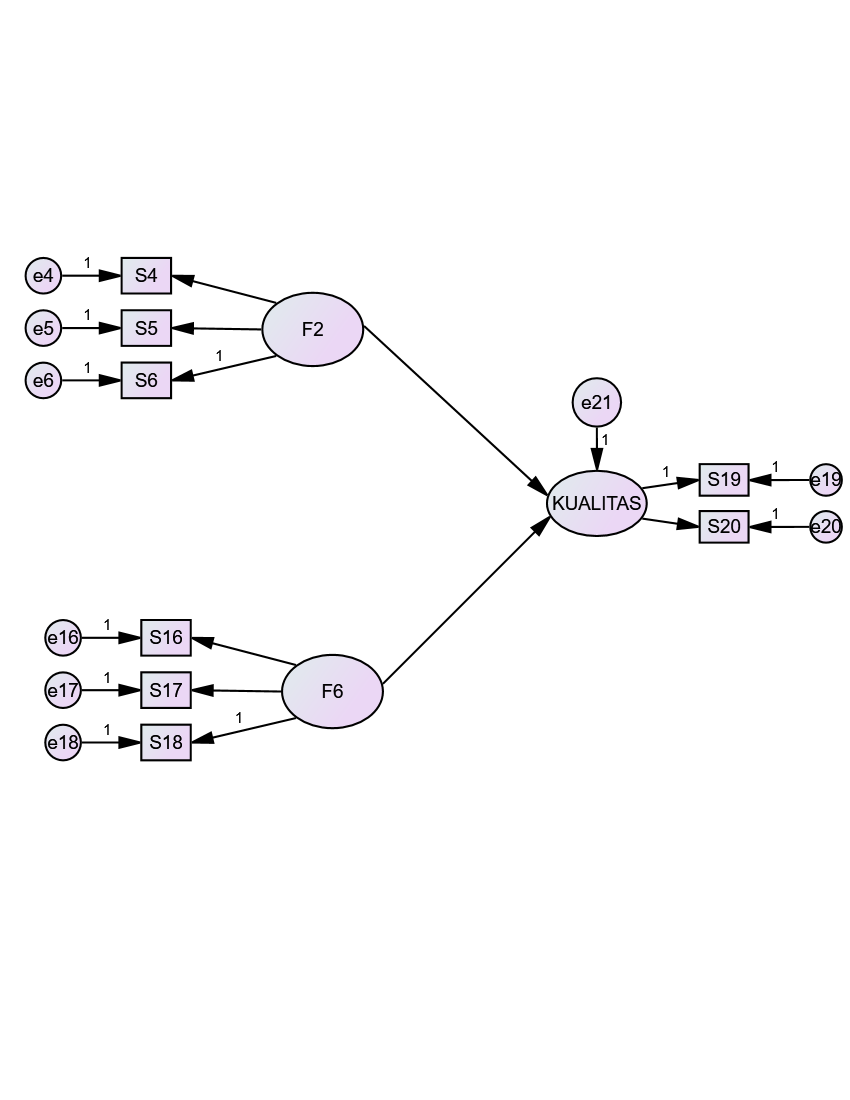 e4 1 S4
e5 1 S5
e6 1 S6
1
F2
e21
1
KUALITAS
1 S19 1 e19
S20 1 e20
e16 1 S16
e17 1 S17
e18 1 S18
1
F6